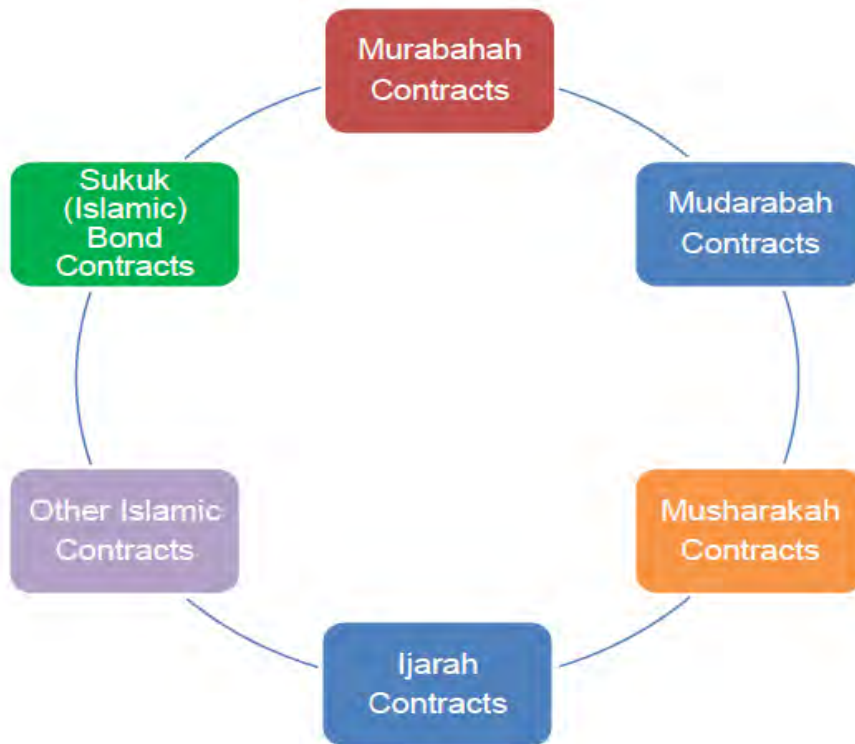 Murabahah
Contracts
Mudarabah
Contracts
Musharakah
Contracts
Ijarah
Contracts
Other Islamic
Contracts
Sukuk
(Islamic)
Bond
Contracts